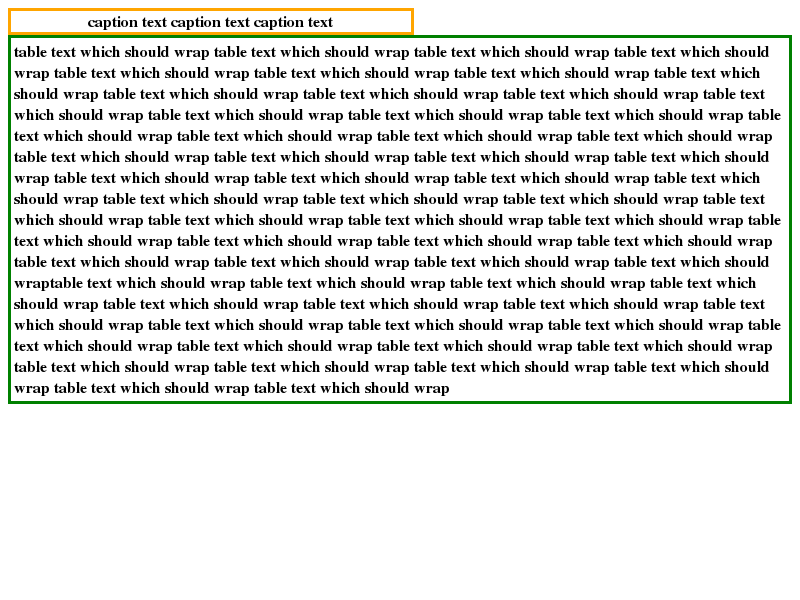 caption text caption text caption text
table text which should wrap table text which should wrap table text which should wrap table text which should
wrap table text which should wrap table text which should wrap table text which should wrap table text which
should wrap table text which should wrap table text which should wrap table text which should wrap table text
which should wrap table text which should wrap table text which should wrap table text which should wrap table
text which should wrap table text which should wrap table text which should wrap table text which should wrap
table text which should wrap table text which should wrap table text which should wrap table text which should
wrap table text which should wrap table text which should wrap table text which should wrap table text which
should wrap table text which should wrap table text which should wrap table text which should wrap table text
which should wrap table text which should wrap table text which should wrap table text which should wrap table
text which should wrap table text which should wrap table text which should wrap table text which should wrap
table text which should wrap table text which should wrap table text which should wrap table text which should
wraptable text which should wrap table text which should wrap table text which should wrap table text which
should wrap table text which should wrap table text which should wrap table text which should wrap table text
which should wrap table text which should wrap table text which should wrap table text which should wrap table
text which should wrap table text which should wrap table text which should wrap table text which should wrap
table text which should wrap table text which should wrap table text which should wrap table text which should
wrap table text which should wrap table text which should wrap